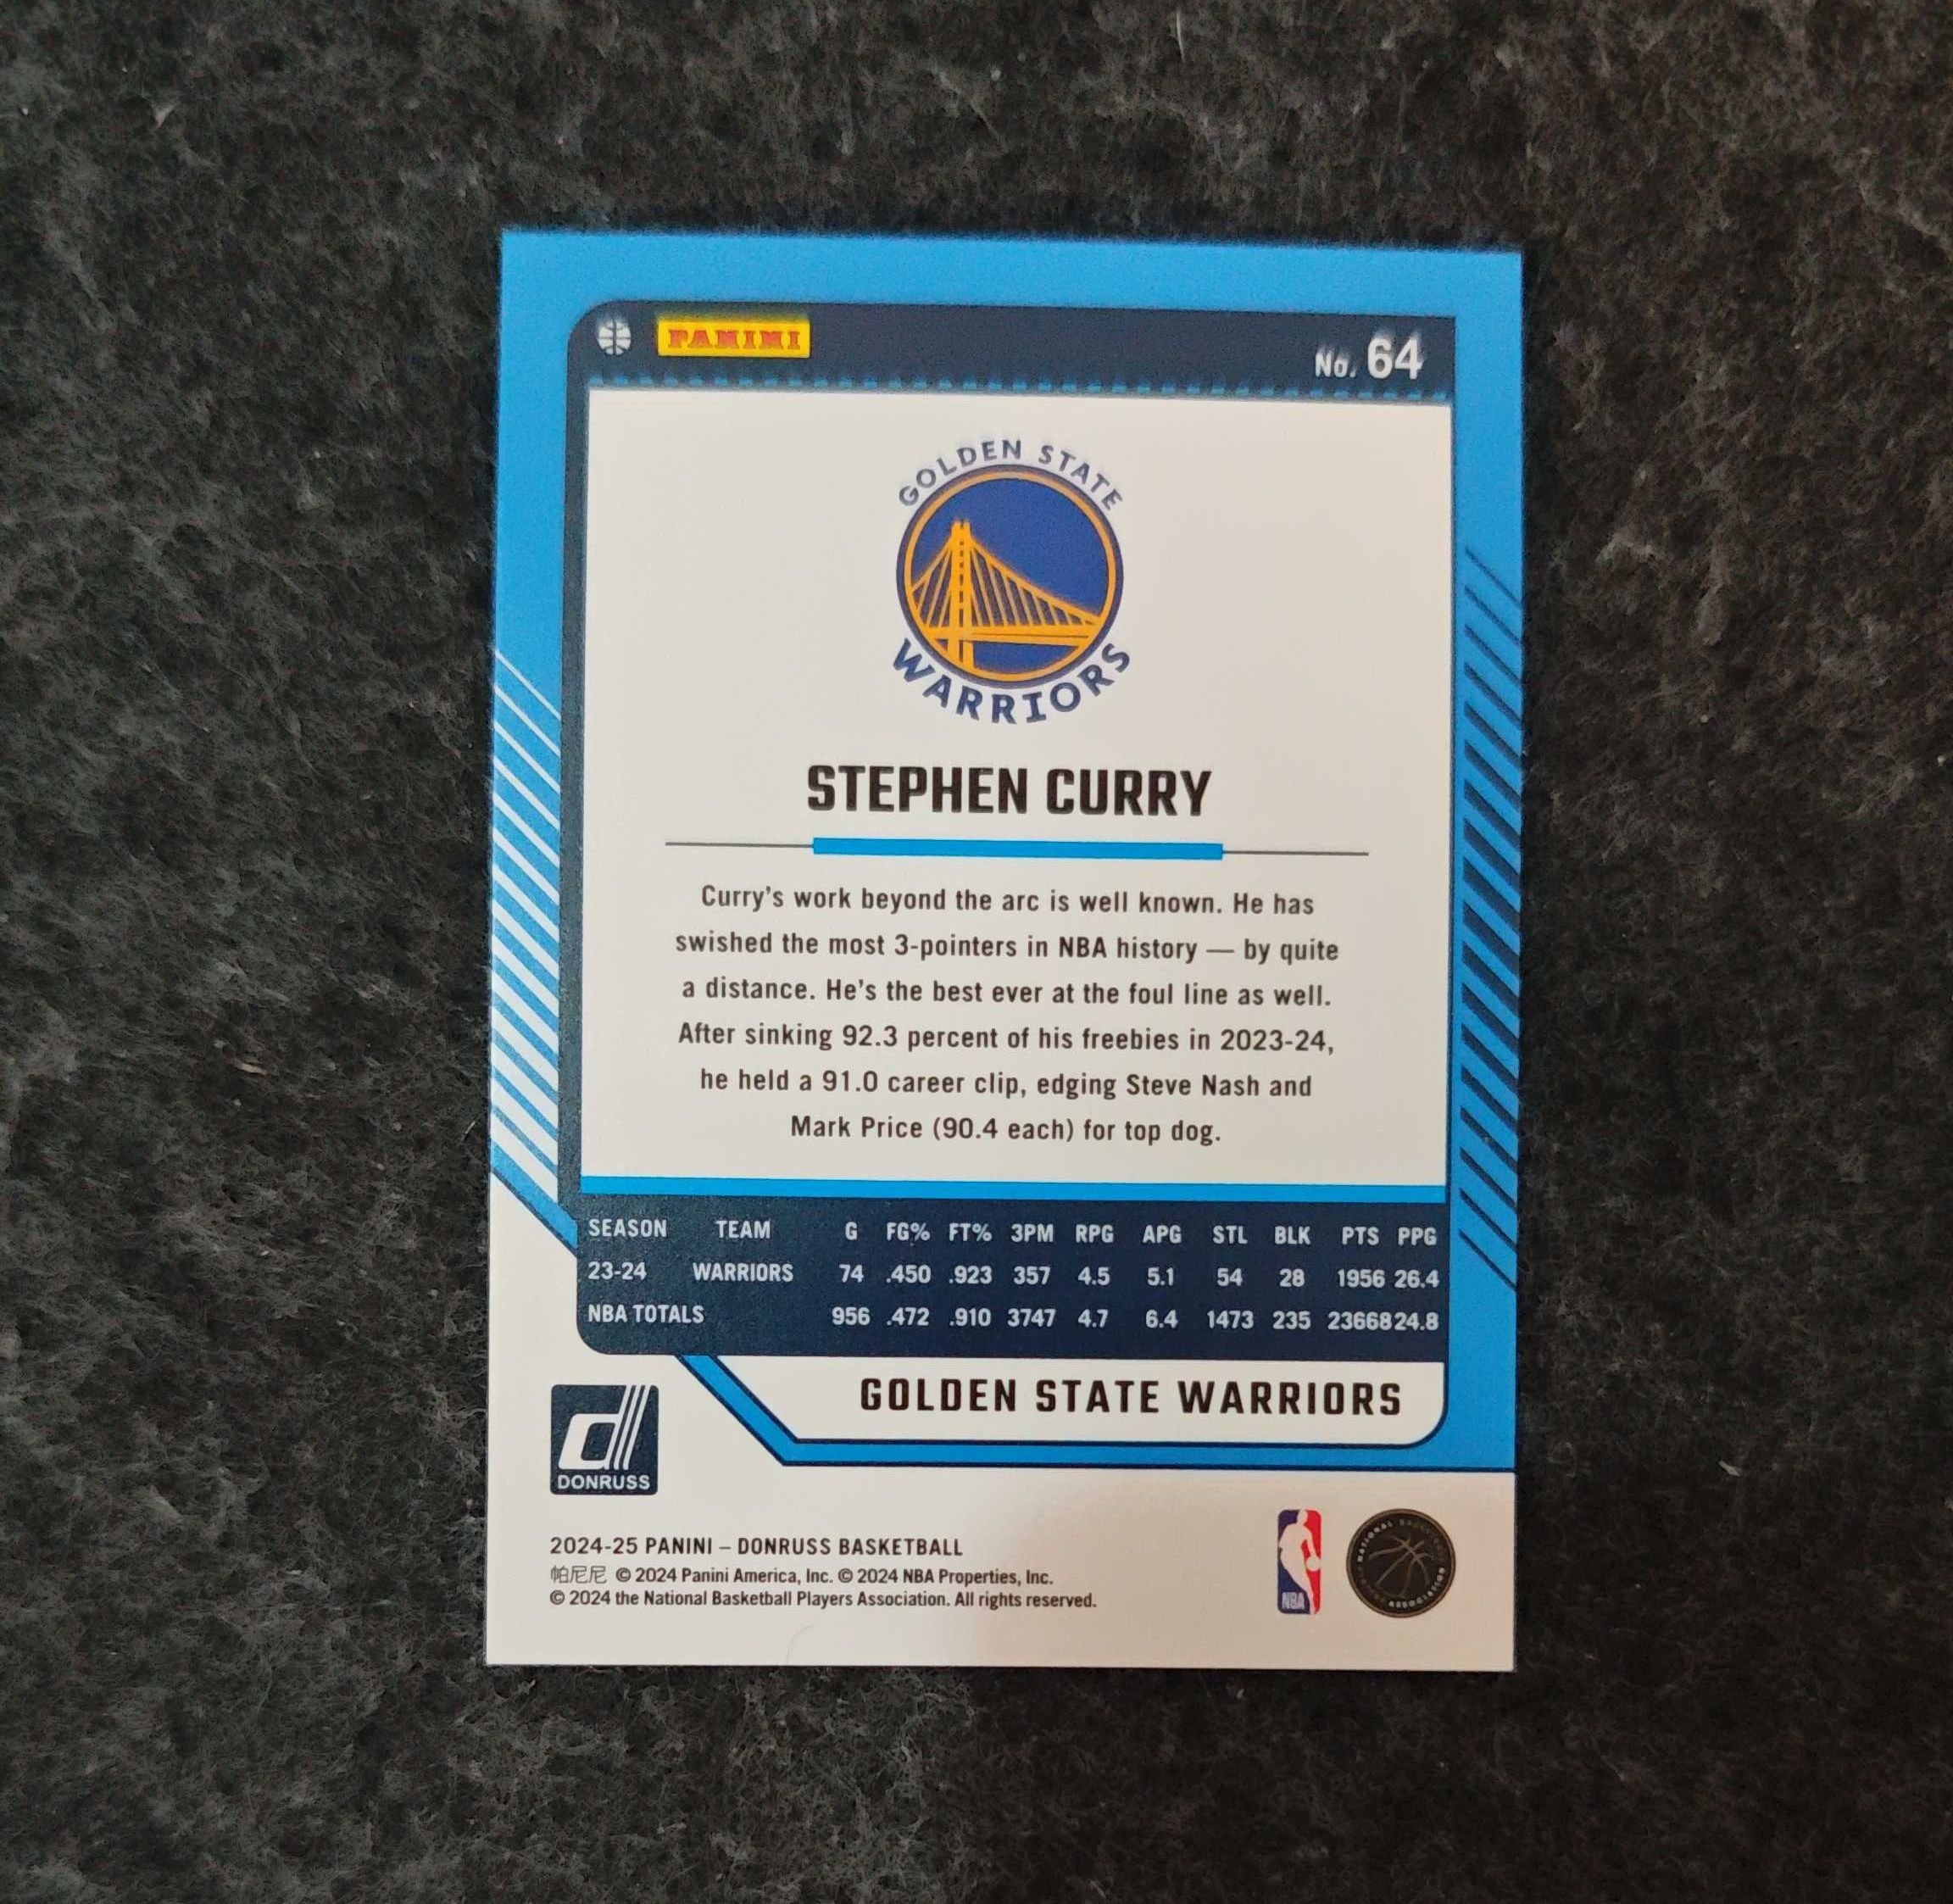 PANINI
No. 64
GOLDEN STATE
WARRIORS
STEPHEN CURRY
Curry's work beyond the arc is well known. He has
swished the most 3-pointers in NBA history — by quite
a distance. He's the best ever at the foul line as well.
After sinking 92.3 percent of his freebies in 2023-24,
he held a 91.0 career clip, edging Steve Nash and
Mark Price (90.4 each) for top dog.
SEASON TEAM G FG% FT% 3PM RPG APG STL BLK PTS PPG
23-24 WARRIORS 74 .450 .923 357 4.5 5.1 54 28 1956 26.4
NBA TOTALS 956 .472 .910 3747 4.7 6.4 1473 235 23668 24.8
GOLDEN STATE WARRIORS
DONRUSS
2024-25 PANINI – DONRUSS BASKETBALL
帕尼尼 © 2024 Panini America, Inc. © 2024 NBA Properties, Inc.
© 2024 the National Basketball Players Association. All rights reserved.
NBA
NATIONAL BASKETBALL
ASSOCIATION